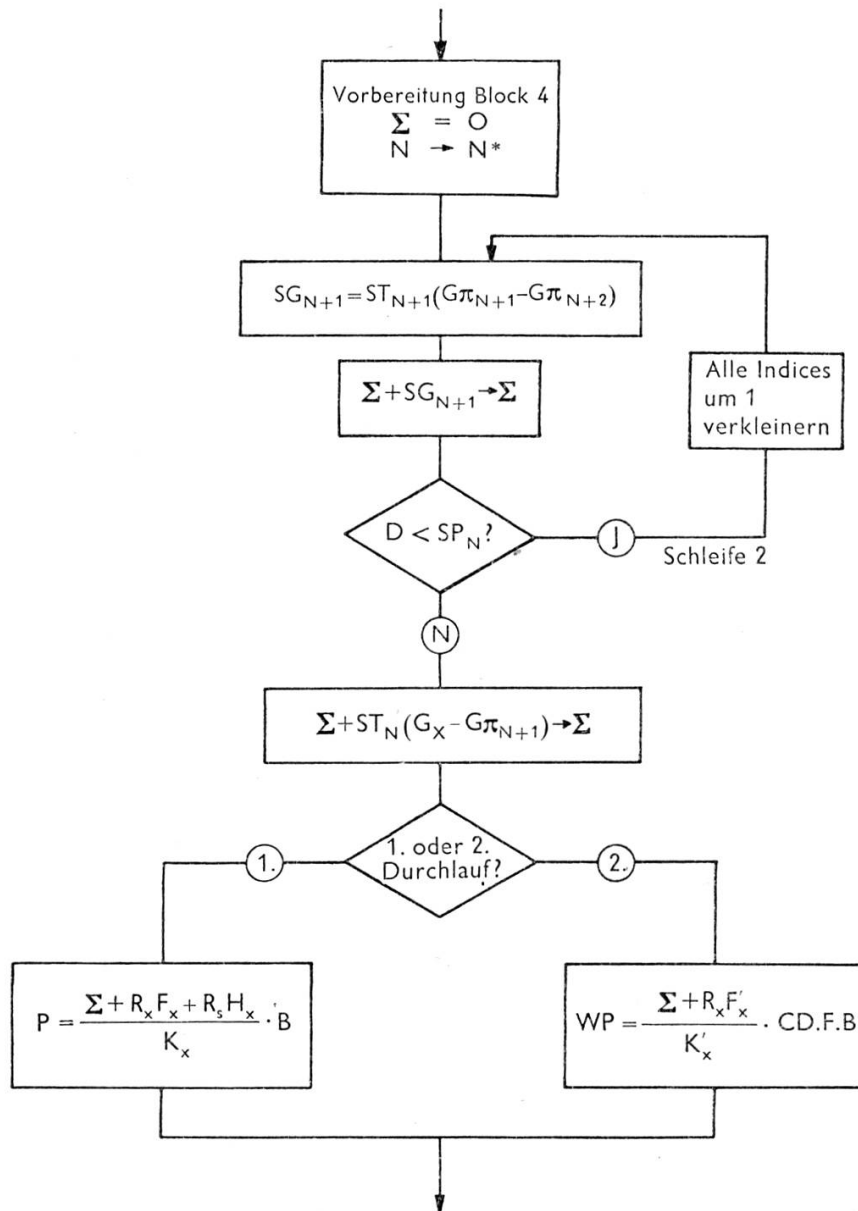 Vorbereitung Block 4
Σ = O
N → N*
SG_{N+1} = ST_{N+1}(Gπ_{N+1} – Gπ_{N+2})
Σ + SG_{N+1} → Σ
Alle Indices
um 1
verkleinern
D < SP_N?
J
Schleife 2
N
Σ + ST_N (G_X – Gπ_{N+1}) → Σ
1. oder 2.
Durchlauf?
1.
2.
P = \frac{Σ + R_x F_x + R_s H_x}{K_x} · B
WP = \frac{Σ + R_x F'_x}{K'_x} · CD.F.B